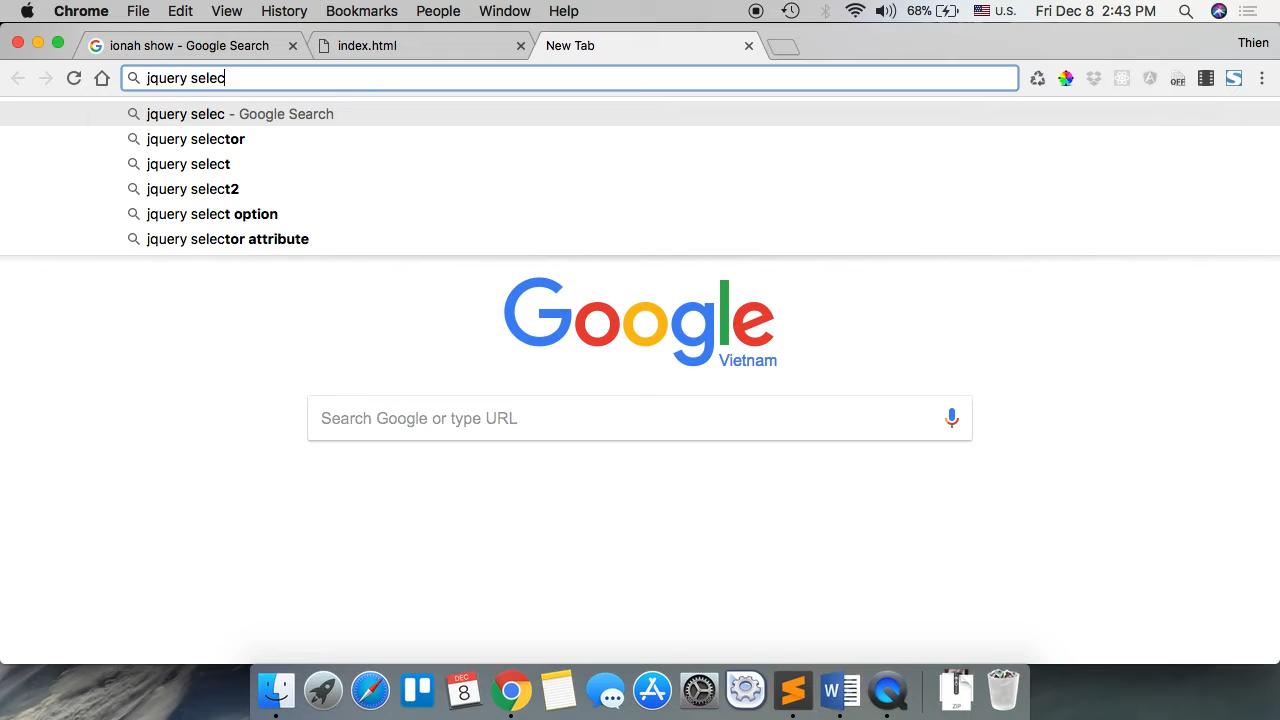 Chrome File Edit View History Bookmarks People Window Help 68% U.S. Fri Dec 8 2:43 PM
ionah show - Google Search index.html New Tab Thien
jquery selec OFF
jquery selec - Google Search
jquery selector
jquery select
jquery select2
jquery select option
jquery selector attribute
Google
Vietnam
Search Google or type URL
DEC
8
W
ZIP